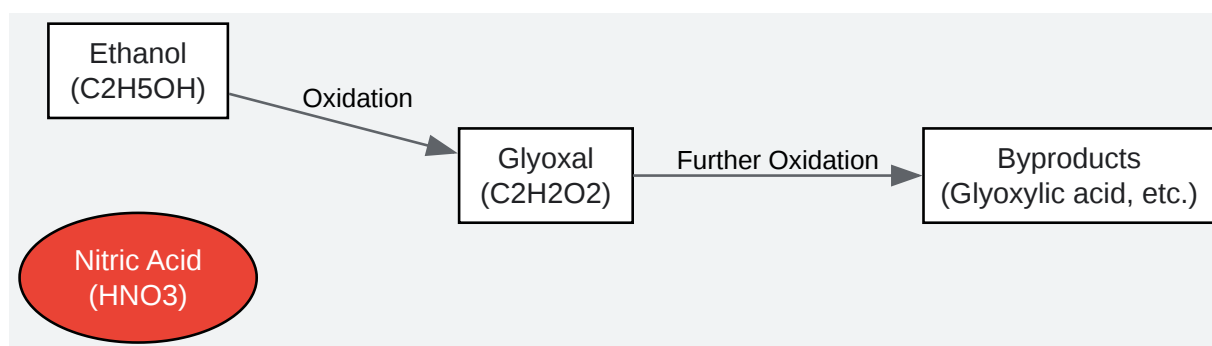 Ethanol
(C2H5OH)
Oxidation
Glyoxal
(C2H2O2)
Further Oxidation
Byproducts
(Glyoxylic acid, etc.)
Nitric Acid
(HNO3)